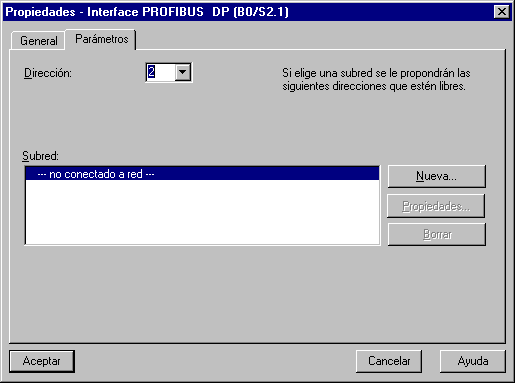 Propiedades - Interface PROFIBUS  DP (B0/S2.1)
General
Parámetros
Dirección:
2
Si elige una subred se le propondrán las
siguientes direcciones que estén libres.
Subred:
--- no conectado a red ---
Nueva...
Propiedades...
Borrar
Aceptar
Cancelar
Ayuda